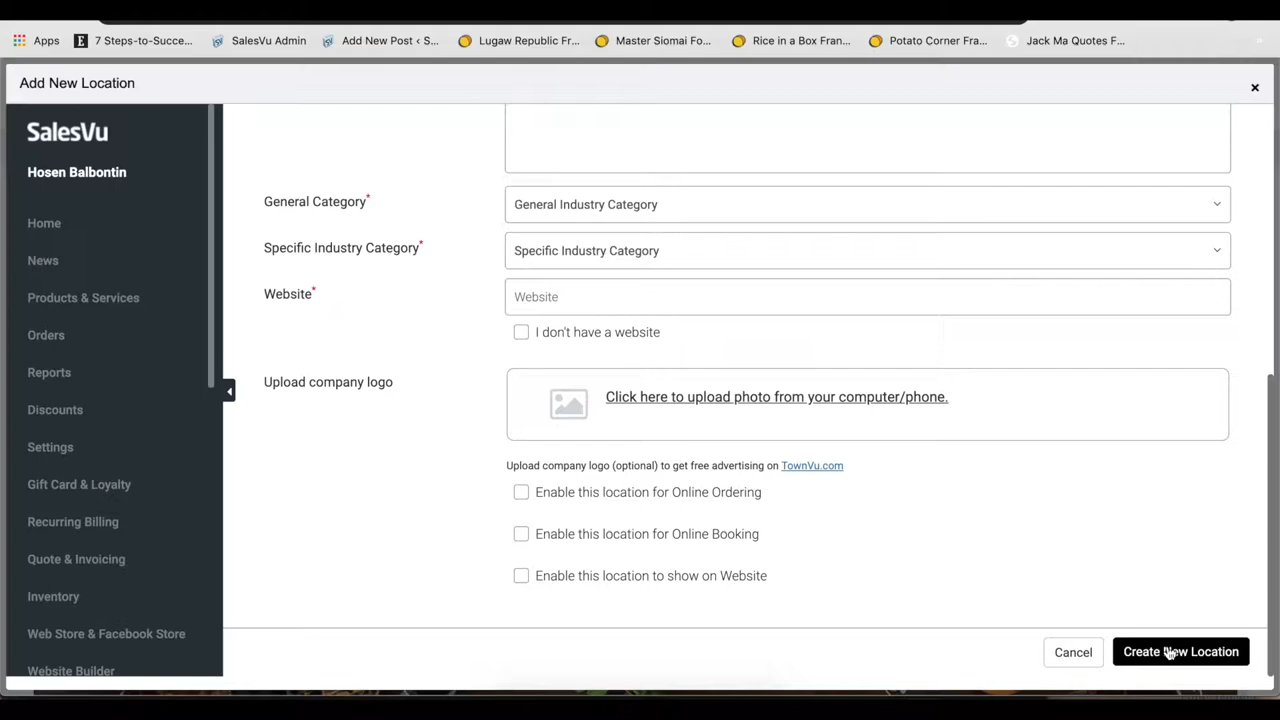 Apps
7 Steps-to-Succe...
SalesVu Admin
Add New Post ‹ S...
Lugaw Republic Fr...
Master Siomai Fo...
Rice in a Box Fran...
Potato Corner Fra...
Jack Ma Quotes F...
Add New Location
×
SalesVu
Hosen Balbontin
Home
News
Products & Services
Orders
Reports
Discounts
Settings
Gift Card & Loyalty
Recurring Billing
Quote & Invoicing
Inventory
Web Store & Facebook Store
Website Builder
General Category*
General Industry Category
Specific Industry Category*
Specific Industry Category
Website*
Website
I don't have a website
Upload company logo
Click here to upload photo from your computer/phone.
Upload company logo (optional) to get free advertising on TownVu.com
Enable this location for Online Ordering
Enable this location for Online Booking
Enable this location to show on Website
Cancel
Create New Location